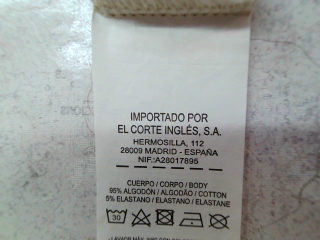 IMPORTADO POR
EL CORTE INGLÉS, S.A.
HERMOSILLA, 112
28009 MADRID - ESPAÑA
NIF.:A28017895
CUERPO / CORPO / BODY
95% ALGODÓN / ALGODÃO / COTTON
5% ELASTANO / ELASTANO / ELASTANE
30